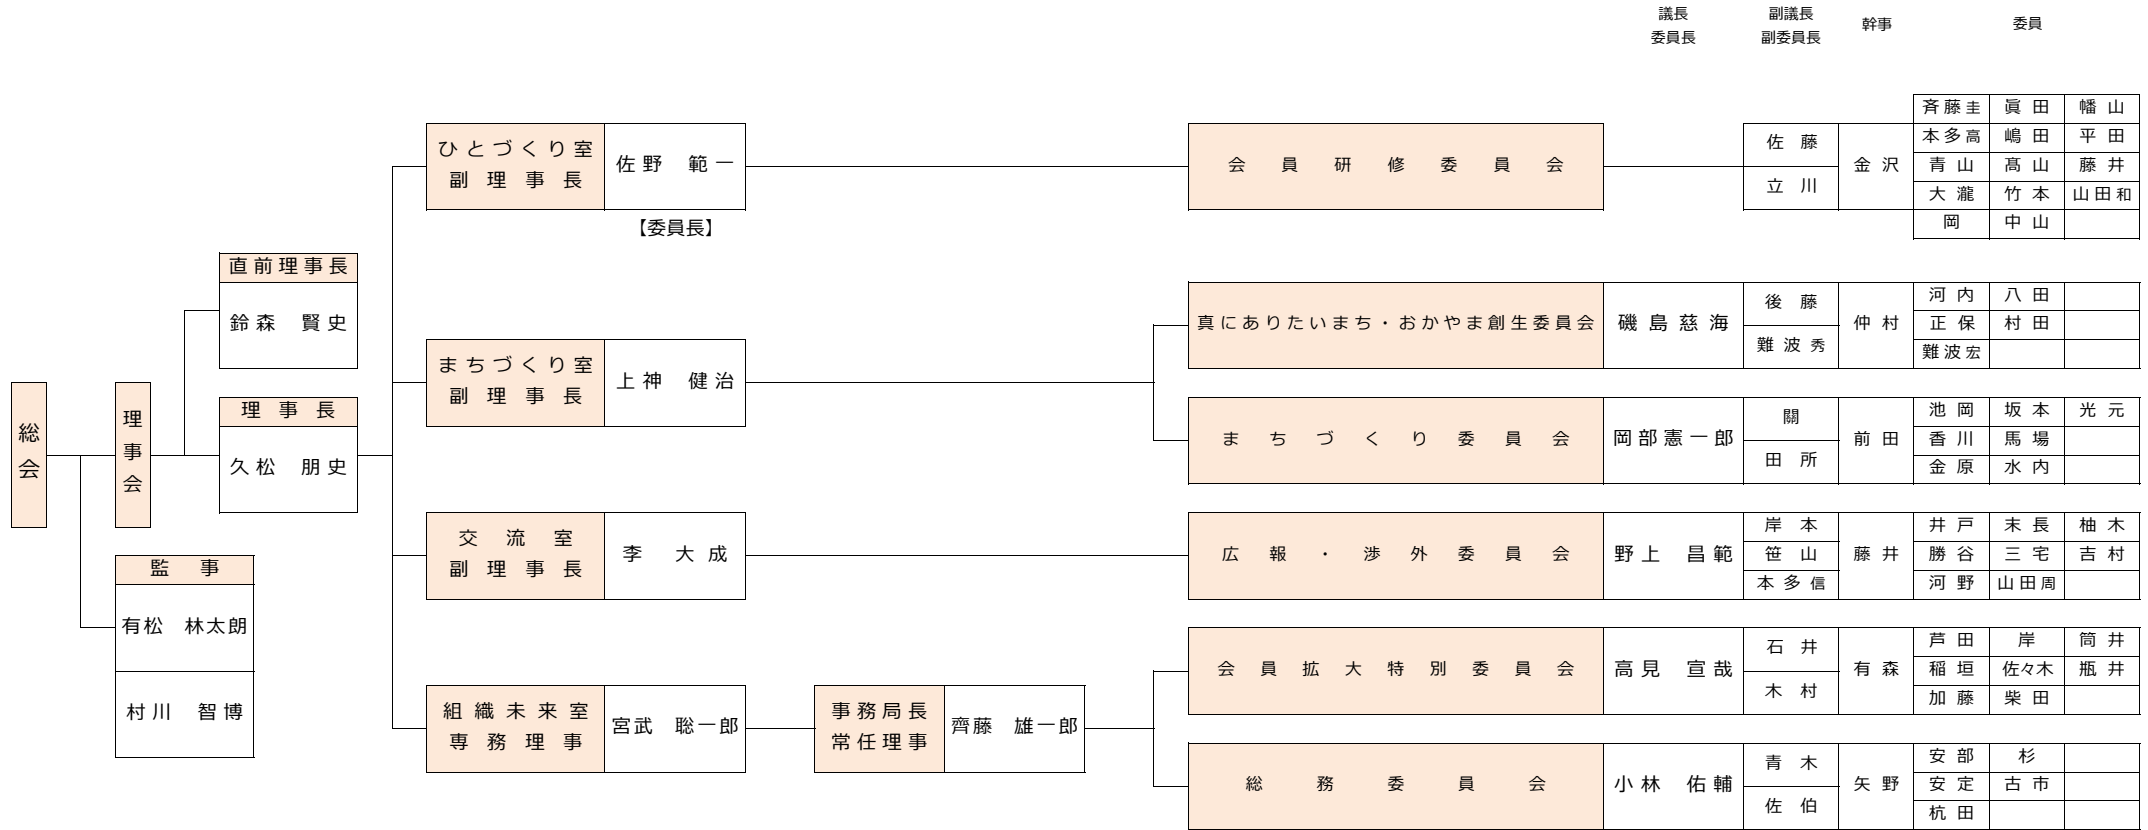 議長 副議長 幹事 委員
委員長 副委員長
ひとづくり室 佐野 範一
副理事長
【委員長】
会員研修委員会
佐藤
立川
金沢
斉藤圭 眞田 幡山
本多高 嶋田 平田
青山 髙山 藤井
大瀧 竹本 山田和
岡 中山
直前理事長
鈴森 賢史
総会
理事会
理事長
久松 朋史
監事
有松 林太朗
村川 智博
まちづくり室 上神 健治
副理事長
真にありたいまち・おかやま創生委員会 磯島慈海
後藤
難波秀
仲村
河内 八田
正保 村田
難波宏
まちづくり委員会 岡部憲一郎
關
田所
前田
池岡 坂本 光元
香川 馬場
金原 水内
交流室 李 大成
副理事長
広報・渉外委員会 野上 昌範
岸本
笹山
本多信
藤井
井戸 末長 柚木
勝谷 三宅 吉村
河野 山田周
組織未来室 宮武 聡一郎
専務理事
事務局長 齊藤 雄一郎
常任理事
会員拡大特別委員会 高見 宣哉
石井
木村
有森
芦田 岸 筒井
稲垣 佐々木 瓶井
加藤 柴田
総務委員会 小林 佑輔
青木
佐伯
矢野
安部 杉
安定 古市
杭田